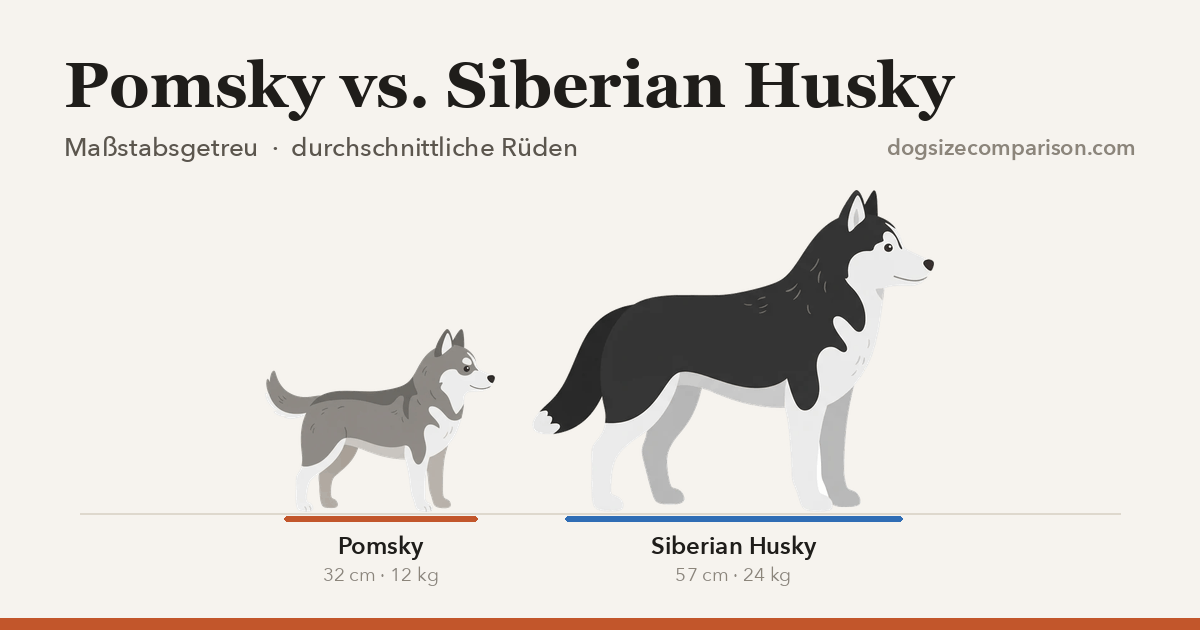 Pomsky vs. Siberian Husky
Maßstabsgetreu · durchschnittliche Rüden
dogsizecomparison.com
Pomsky
32 cm · 12 kg
Siberian Husky
57 cm · 24 kg